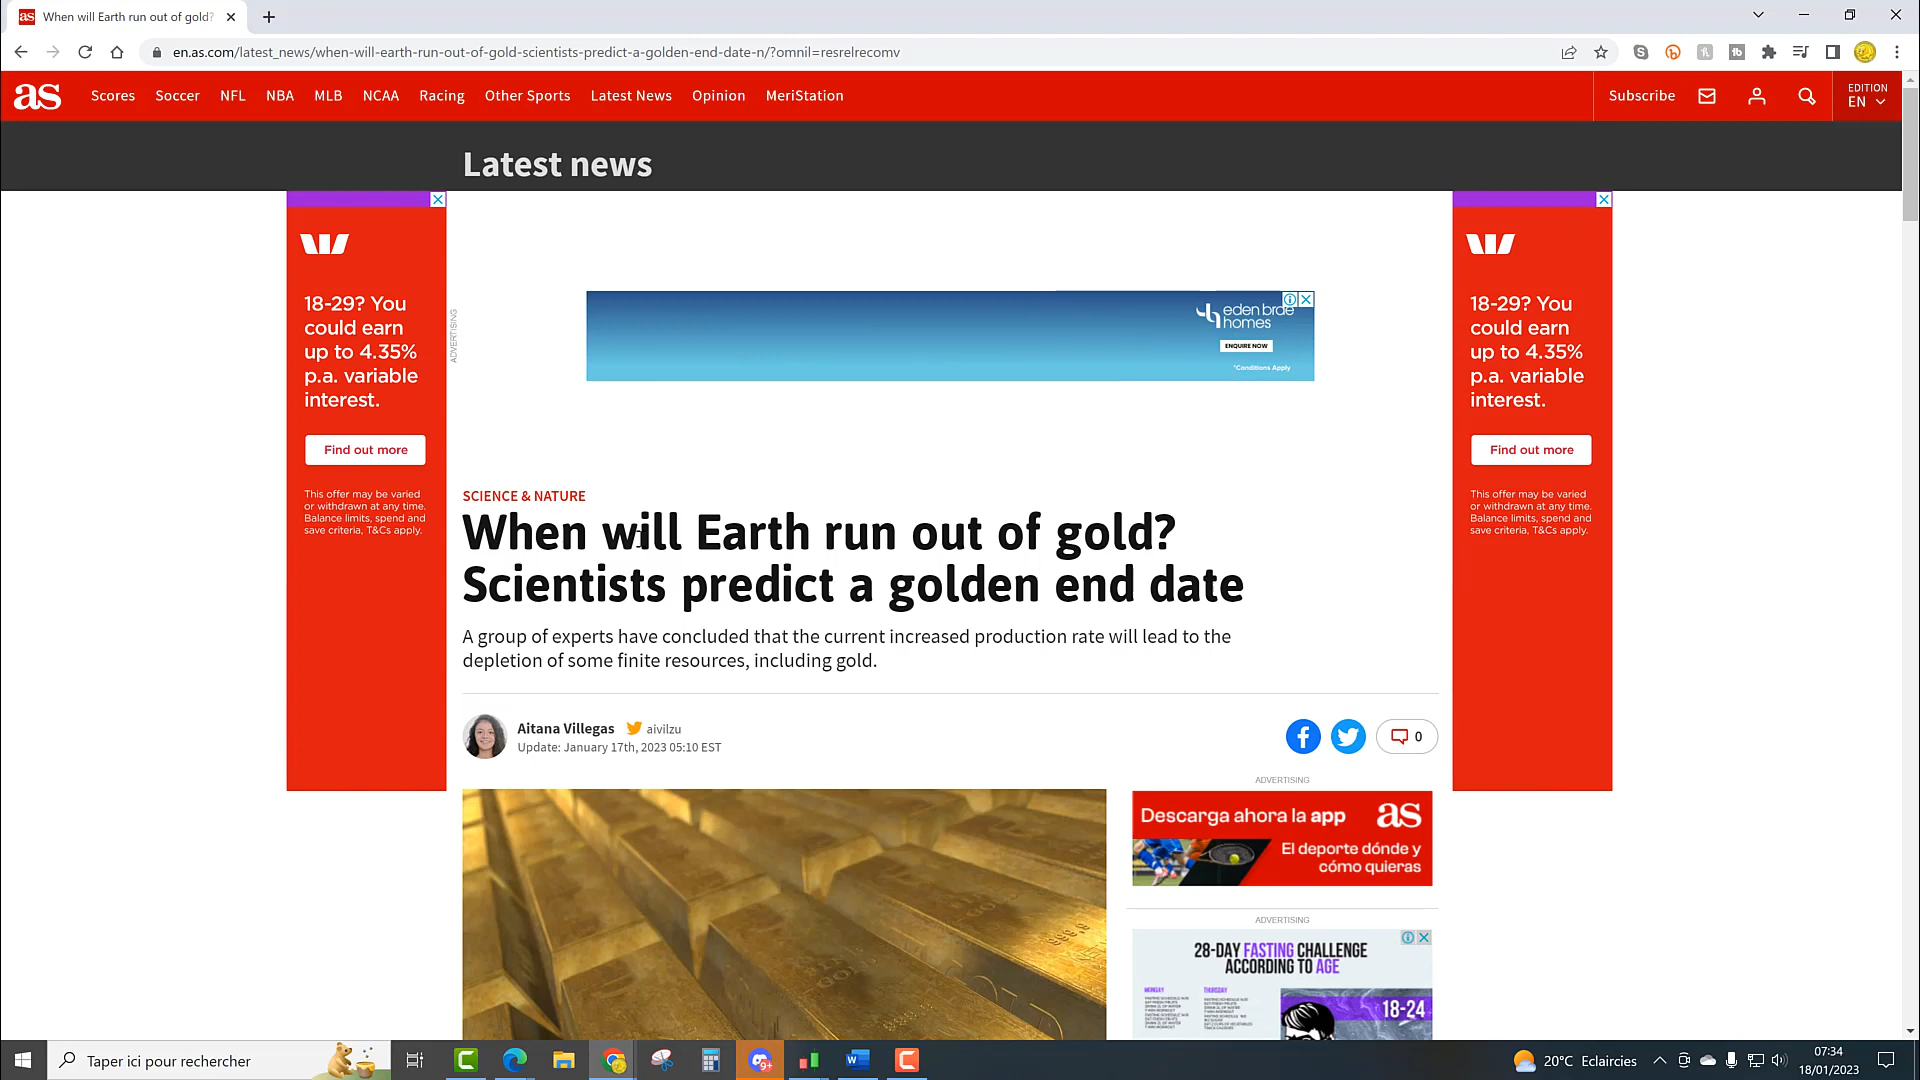 as
When will Earth run out of gold?
en.as.com/latest_news/when-will-earth-run-out-of-gold-scientists-predict-a-golden-end-date-n/?omnil=resrelrecomv
as
Scores
Soccer
NFL
NBA
MLB
NCAA
Racing
Other Sports
Latest News
Opinion
MeriStation
Subscribe
EDITION
EN
Latest news
18-29? You
could earn
up to 4.35%
p.a. variable
interest.
Find out more
This offer may be varied
or withdrawn at any time.
Balance limits, spend and
save criteria, T&Cs apply.
ADVERTISING
eden brae
homes
ENQUIRE NOW
*Conditions Apply
18-29? You
could earn
up to 4.35%
p.a. variable
interest.
Find out more
This offer may be varied
or withdrawn at any time.
Balance limits, spend and
save criteria, T&Cs apply.
SCIENCE & NATURE
When will Earth run out of gold?
Scientists predict a golden end date
A group of experts have concluded that the current increased production rate will lead to the
depletion of some finite resources, including gold.
Aitana Villegas
aivilzu
Update: January 17th, 2023 05:10 EST
0
ADVERTISING
Descarga ahora la app
as
El deporte dónde y
cómo quieras
ADVERTISING
28-DAY FASTING CHALLENGE
ACCORDING TO AGE
MONDAY
THURSDAY
18-24
999,9
Taper ici pour rechercher
9+
20°C Eclaircies
07:34
18/01/2023